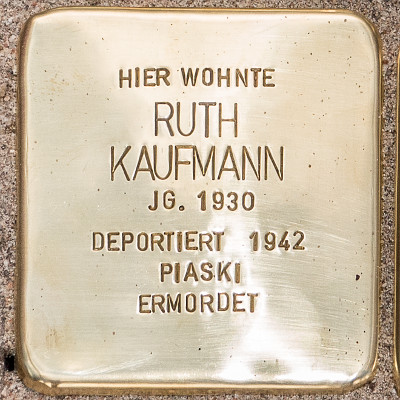 HIER WOHNTE
RUTH
KAUFMANN
JG. 1930
DEPORTIERT 1942
PIASKI
ERMORDET